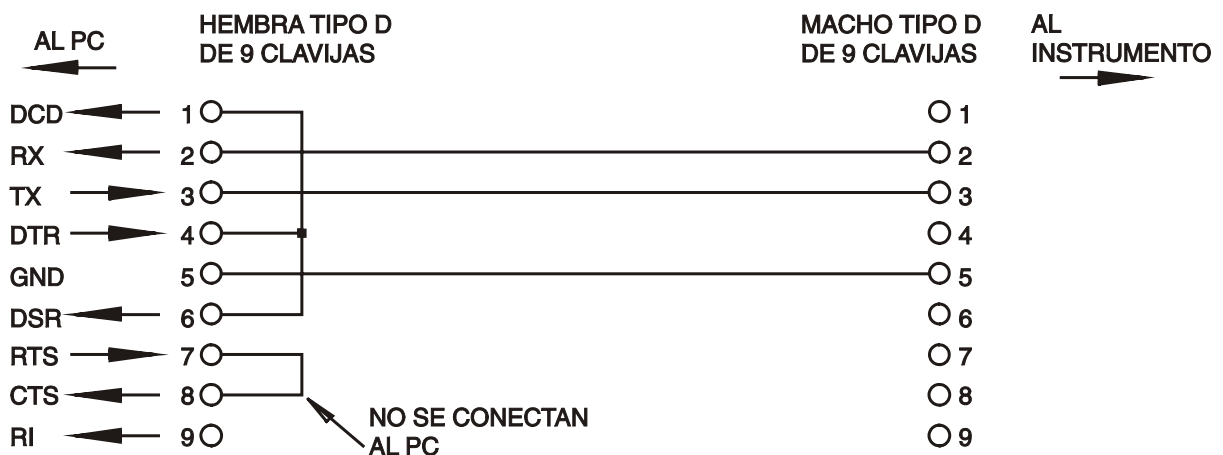 AL PC
HEMBRA TIPO D
DE 9 CLAVIJAS
MACHO TIPO D
DE 9 CLAVIJAS
AL
INSTRUMENTO
DCD 1 1
RX 2 2
TX 3 3
DTR 4 4
GND 5 5
DSR 6 6
RTS 7 7
CTS 8 8
RI 9 9
NO SE CONECTAN
AL PC